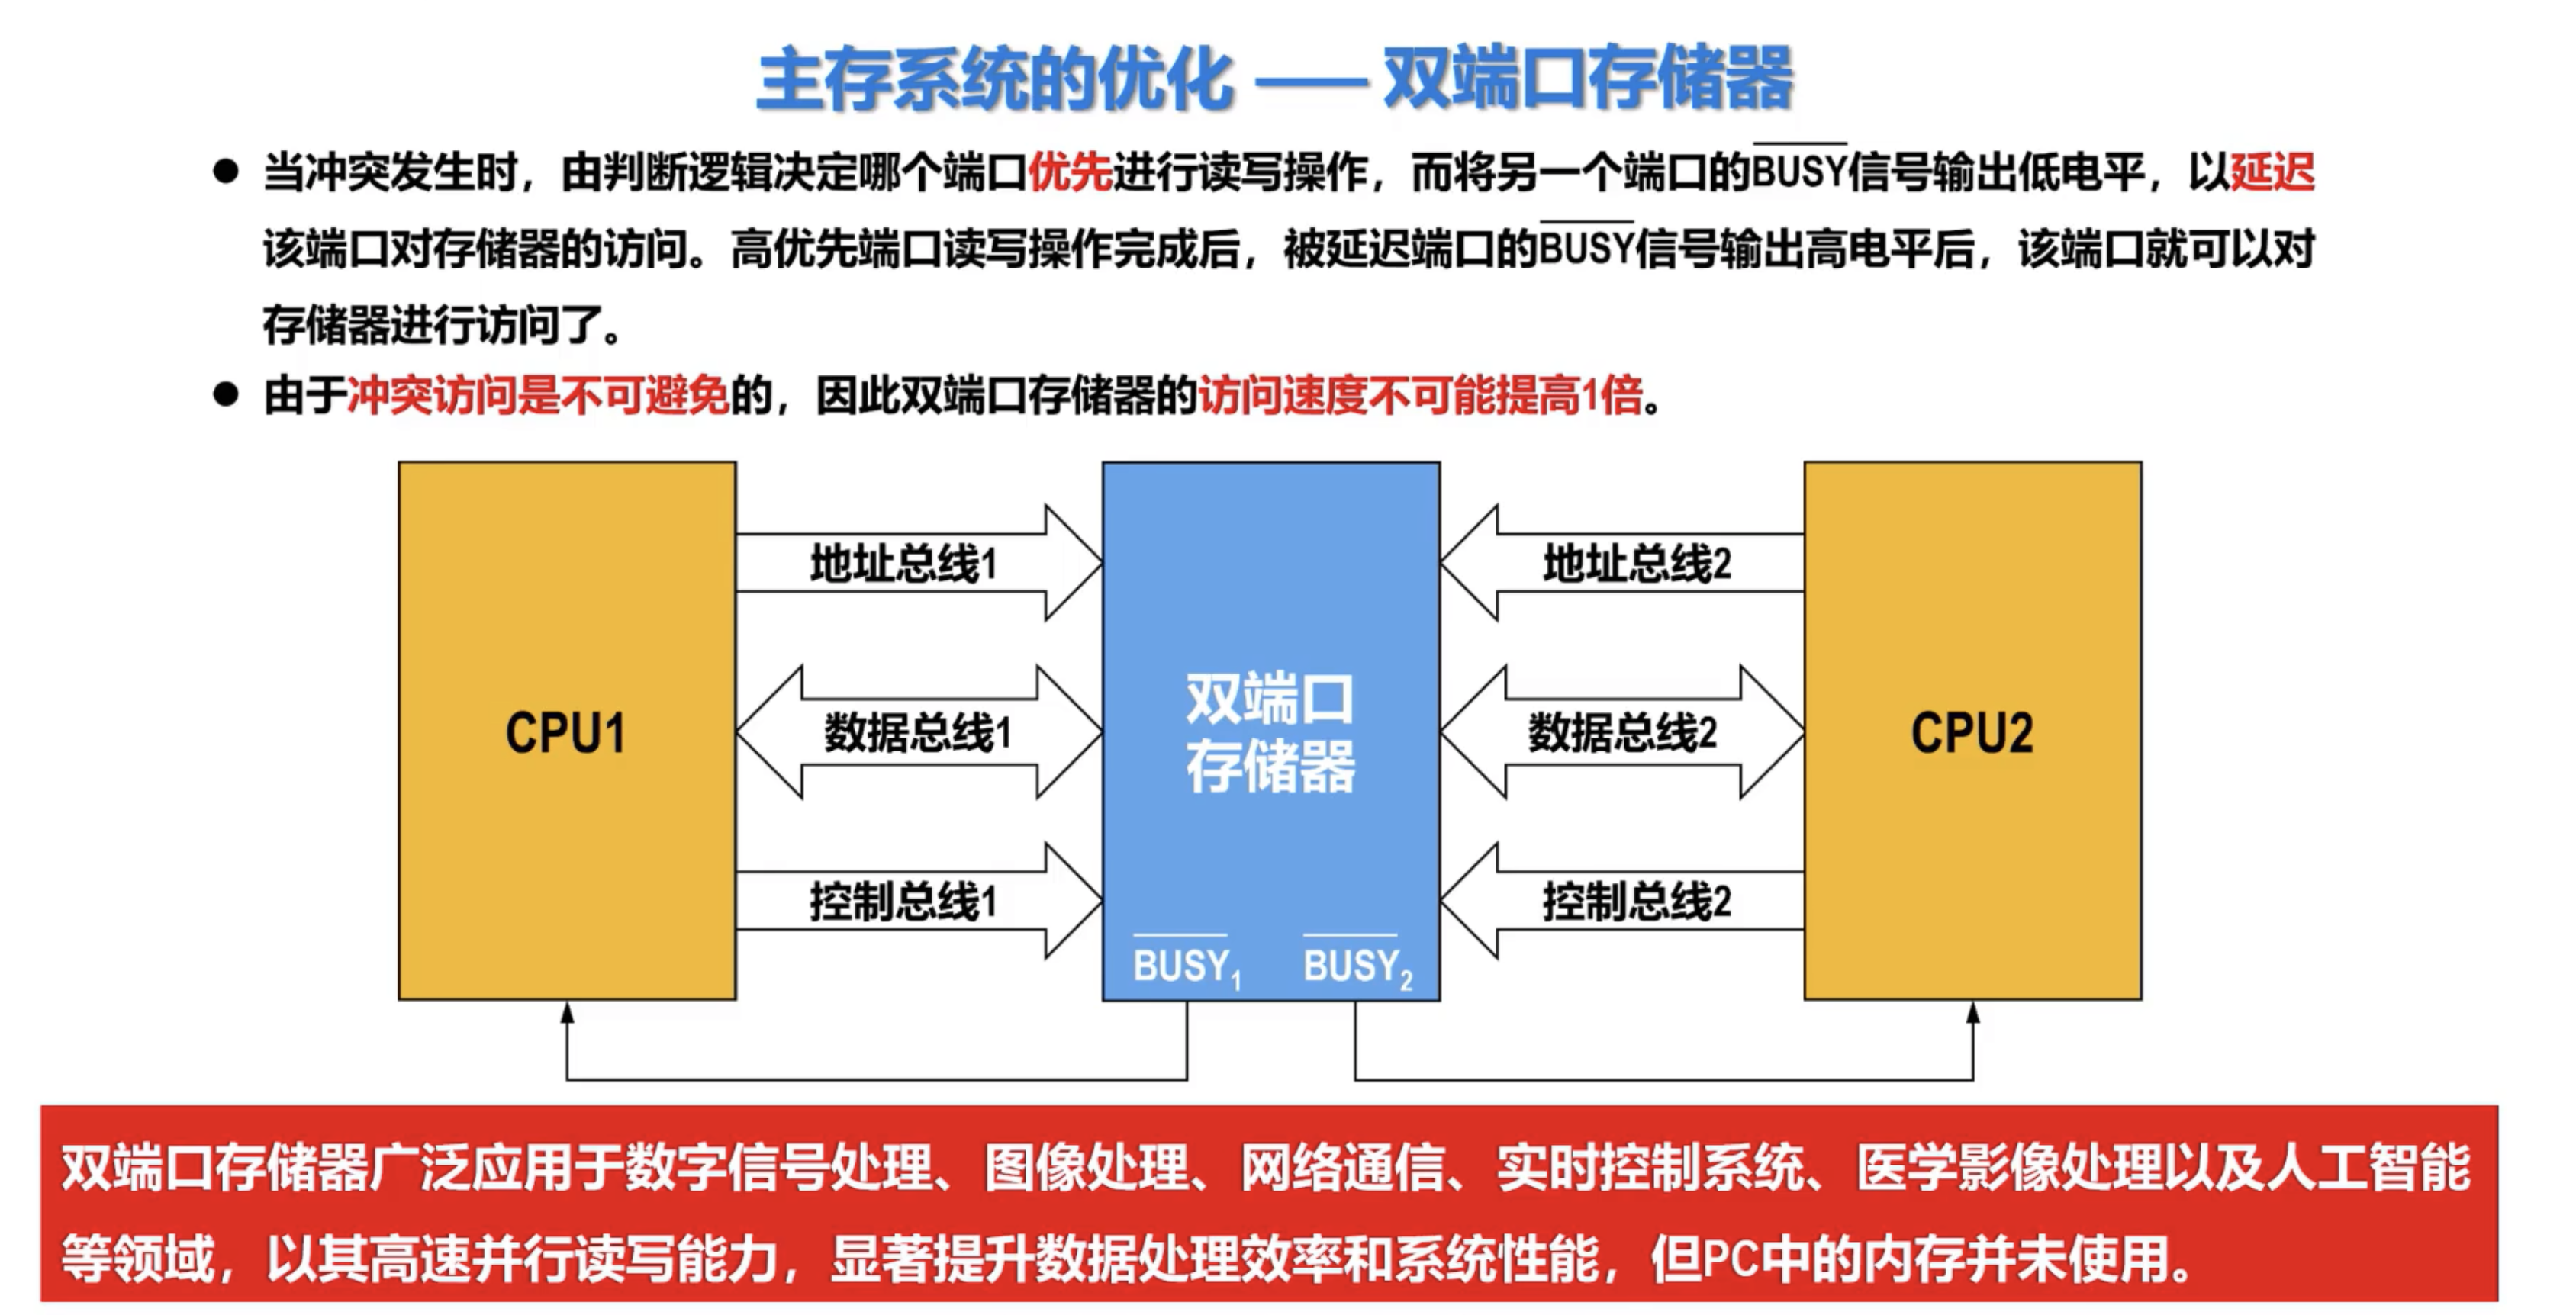 主存系统的优化 —— 双端口存储器
● 当冲突发生时，由判断逻辑决定哪个端口优先进行读写操作，而将另一个端口的B̅U̅S̅Y̅信号输出低电平，以延迟
该端口对存储器的访问。高优先端口读写操作完成后，被延迟端口的B̅U̅S̅Y̅信号输出高电平后，该端口就可以对
存储器进行访问了。
● 由于冲突访问是不可避免的，因此双端口存储器的访问速度不可能提高1倍。
地址总线1
地址总线2
CPU1
数据总线1
双端口
存储器
数据总线2
CPU2
控制总线1
控制总线2
B̅U̅S̅Y̅₁
B̅U̅S̅Y̅₂
双端口存储器广泛应用于数字信号处理、图像处理、网络通信、实时控制系统、医学影像处理以及人工智能
等领域，以其高速并行读写能力，显著提升数据处理效率和系统性能，但PC中的内存并未使用。